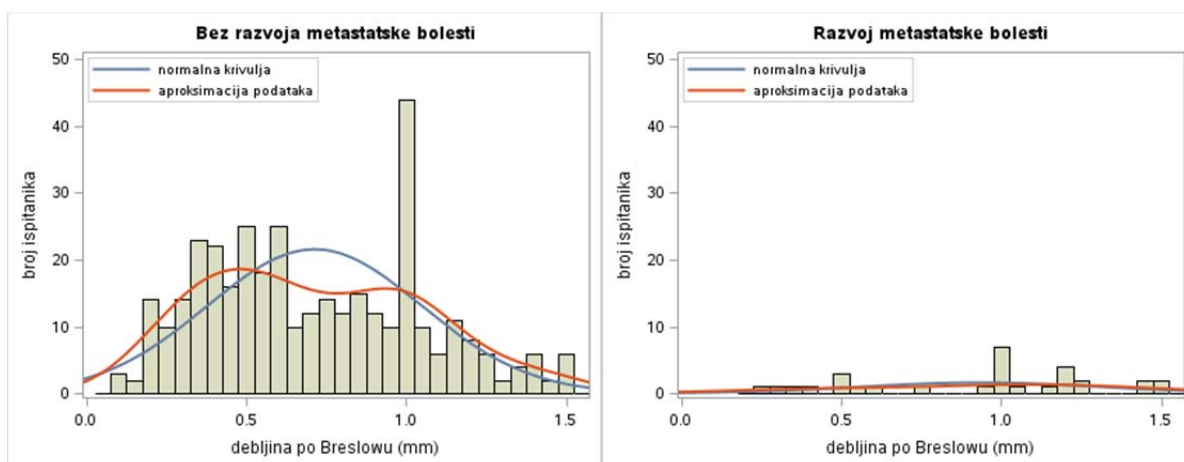 Bez razvoja metastatske bolesti
50
40
30
20
10
0
broj ispitanika
normalna krivulja
aproksimacija podataka
0.0 0.5 1.0 1.5
debljina po Breslowu (mm)
Razvoj metastatske bolesti
50
40
30
20
10
0
broj ispitanika
normalna krivulja
aproksimacija podataka
0.0 0.5 1.0 1.5
debljina po Breslowu (mm)